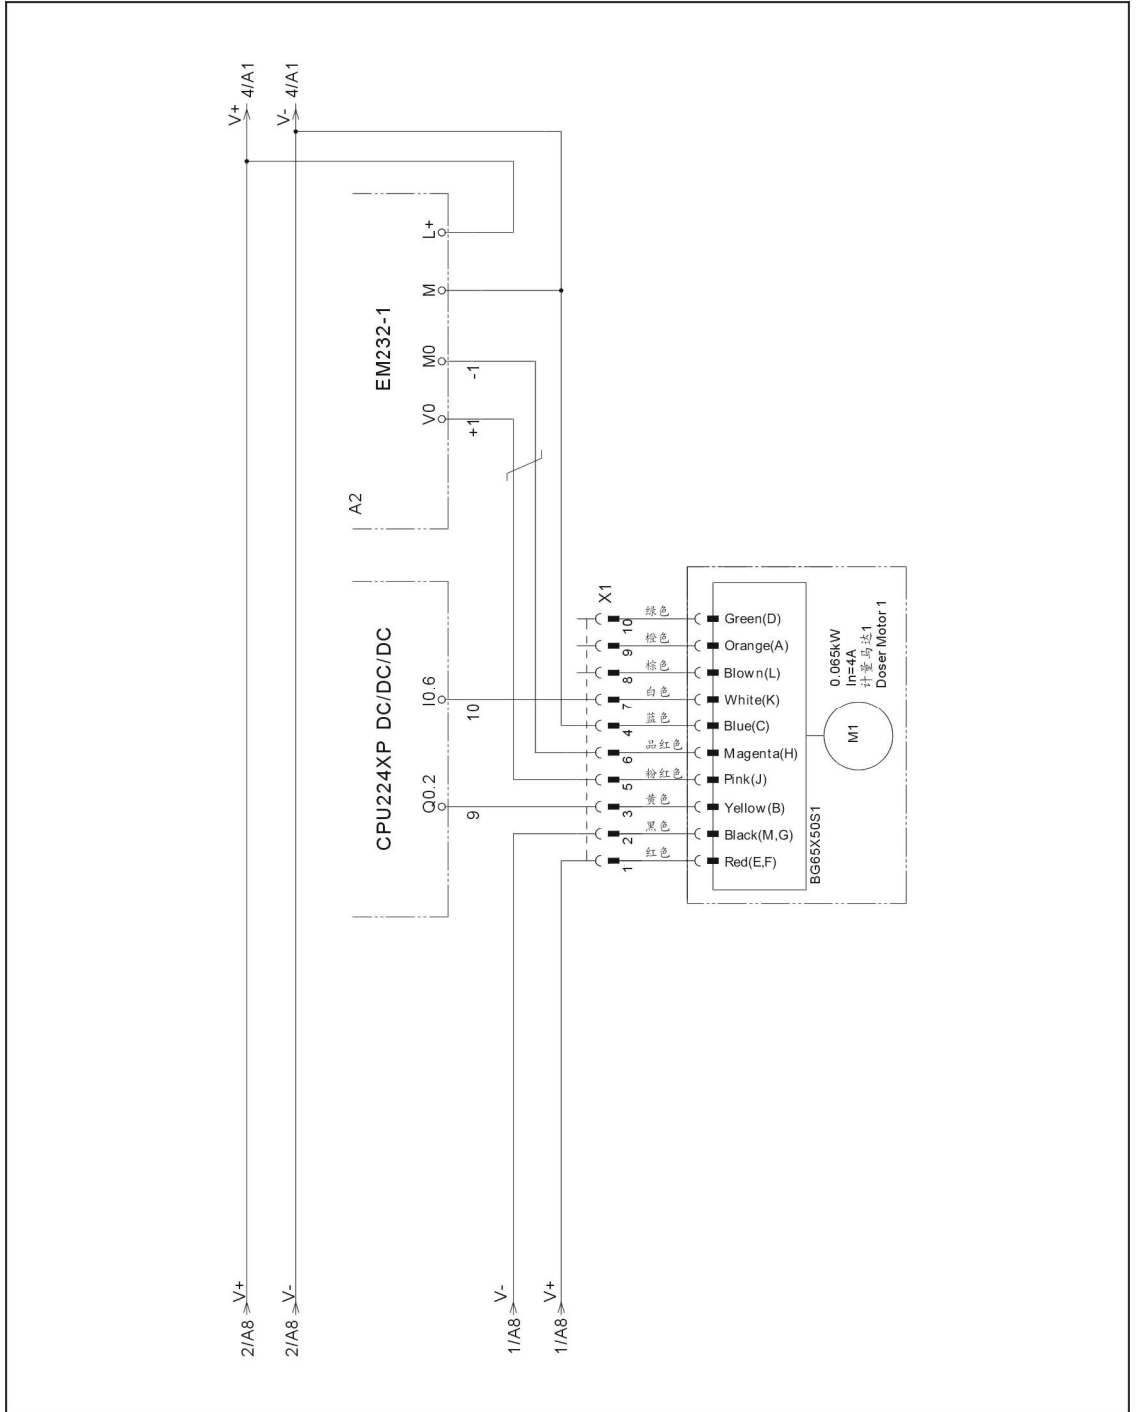 V+ 4/A1
V- 4/A1
EM232-1
A2
L+
M
M0
V0
-1
+1
CPU224XP DC/DC/DC
I0.6
Q0.2
10
9
X1
10 绿色 Green(D)
9 橙色 Orange(A)
8 棕色 Blown(L)
7 白色 White(K)
4 蓝色 Blue(C)
6 品红色 Magenta(H)
5 粉红色 Pink(J)
3 黄色 Yellow(B)
2 黑色 Black(M,G)
1 红色 Red(E,F)
BG65X50S1
M1
0.065kW
In=4A
计量马达1
Doser Motor 1
2/A8 V+
2/A8 V-
1/A8 V-
1/A8 V+